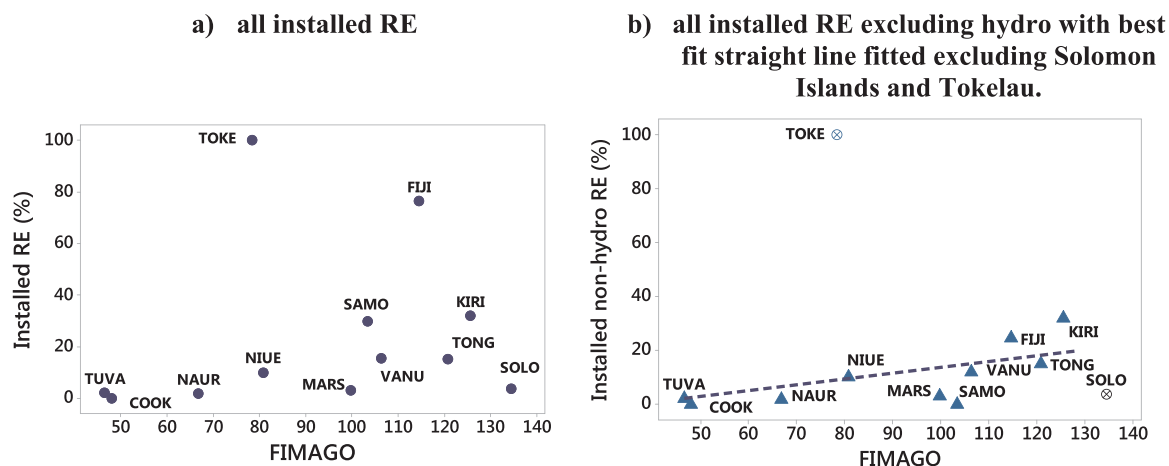 a) all installed RE
100
80
60
40
20
0
Installed RE (%)
TOKE
FIJI
SAMO
KIRI
TONG
NIUE
VANU
SOLO
TUVA
NAUR
MARS
COOK
50 60 70 80 90 100 110 120 130 140
FIMAGO
b) all installed RE excluding hydro with best
fit straight line fitted excluding Solomon
Islands and Tokelau.
100
80
60
40
20
0
Installed non-hydro RE (%)
TOKE
FIJI
KIRI
NIUE
VANU
TONG
TUVA
NAUR
MARS
SAMO
SOLO
COOK
50 60 70 80 90 100 110 120 130 140
FIMAGO